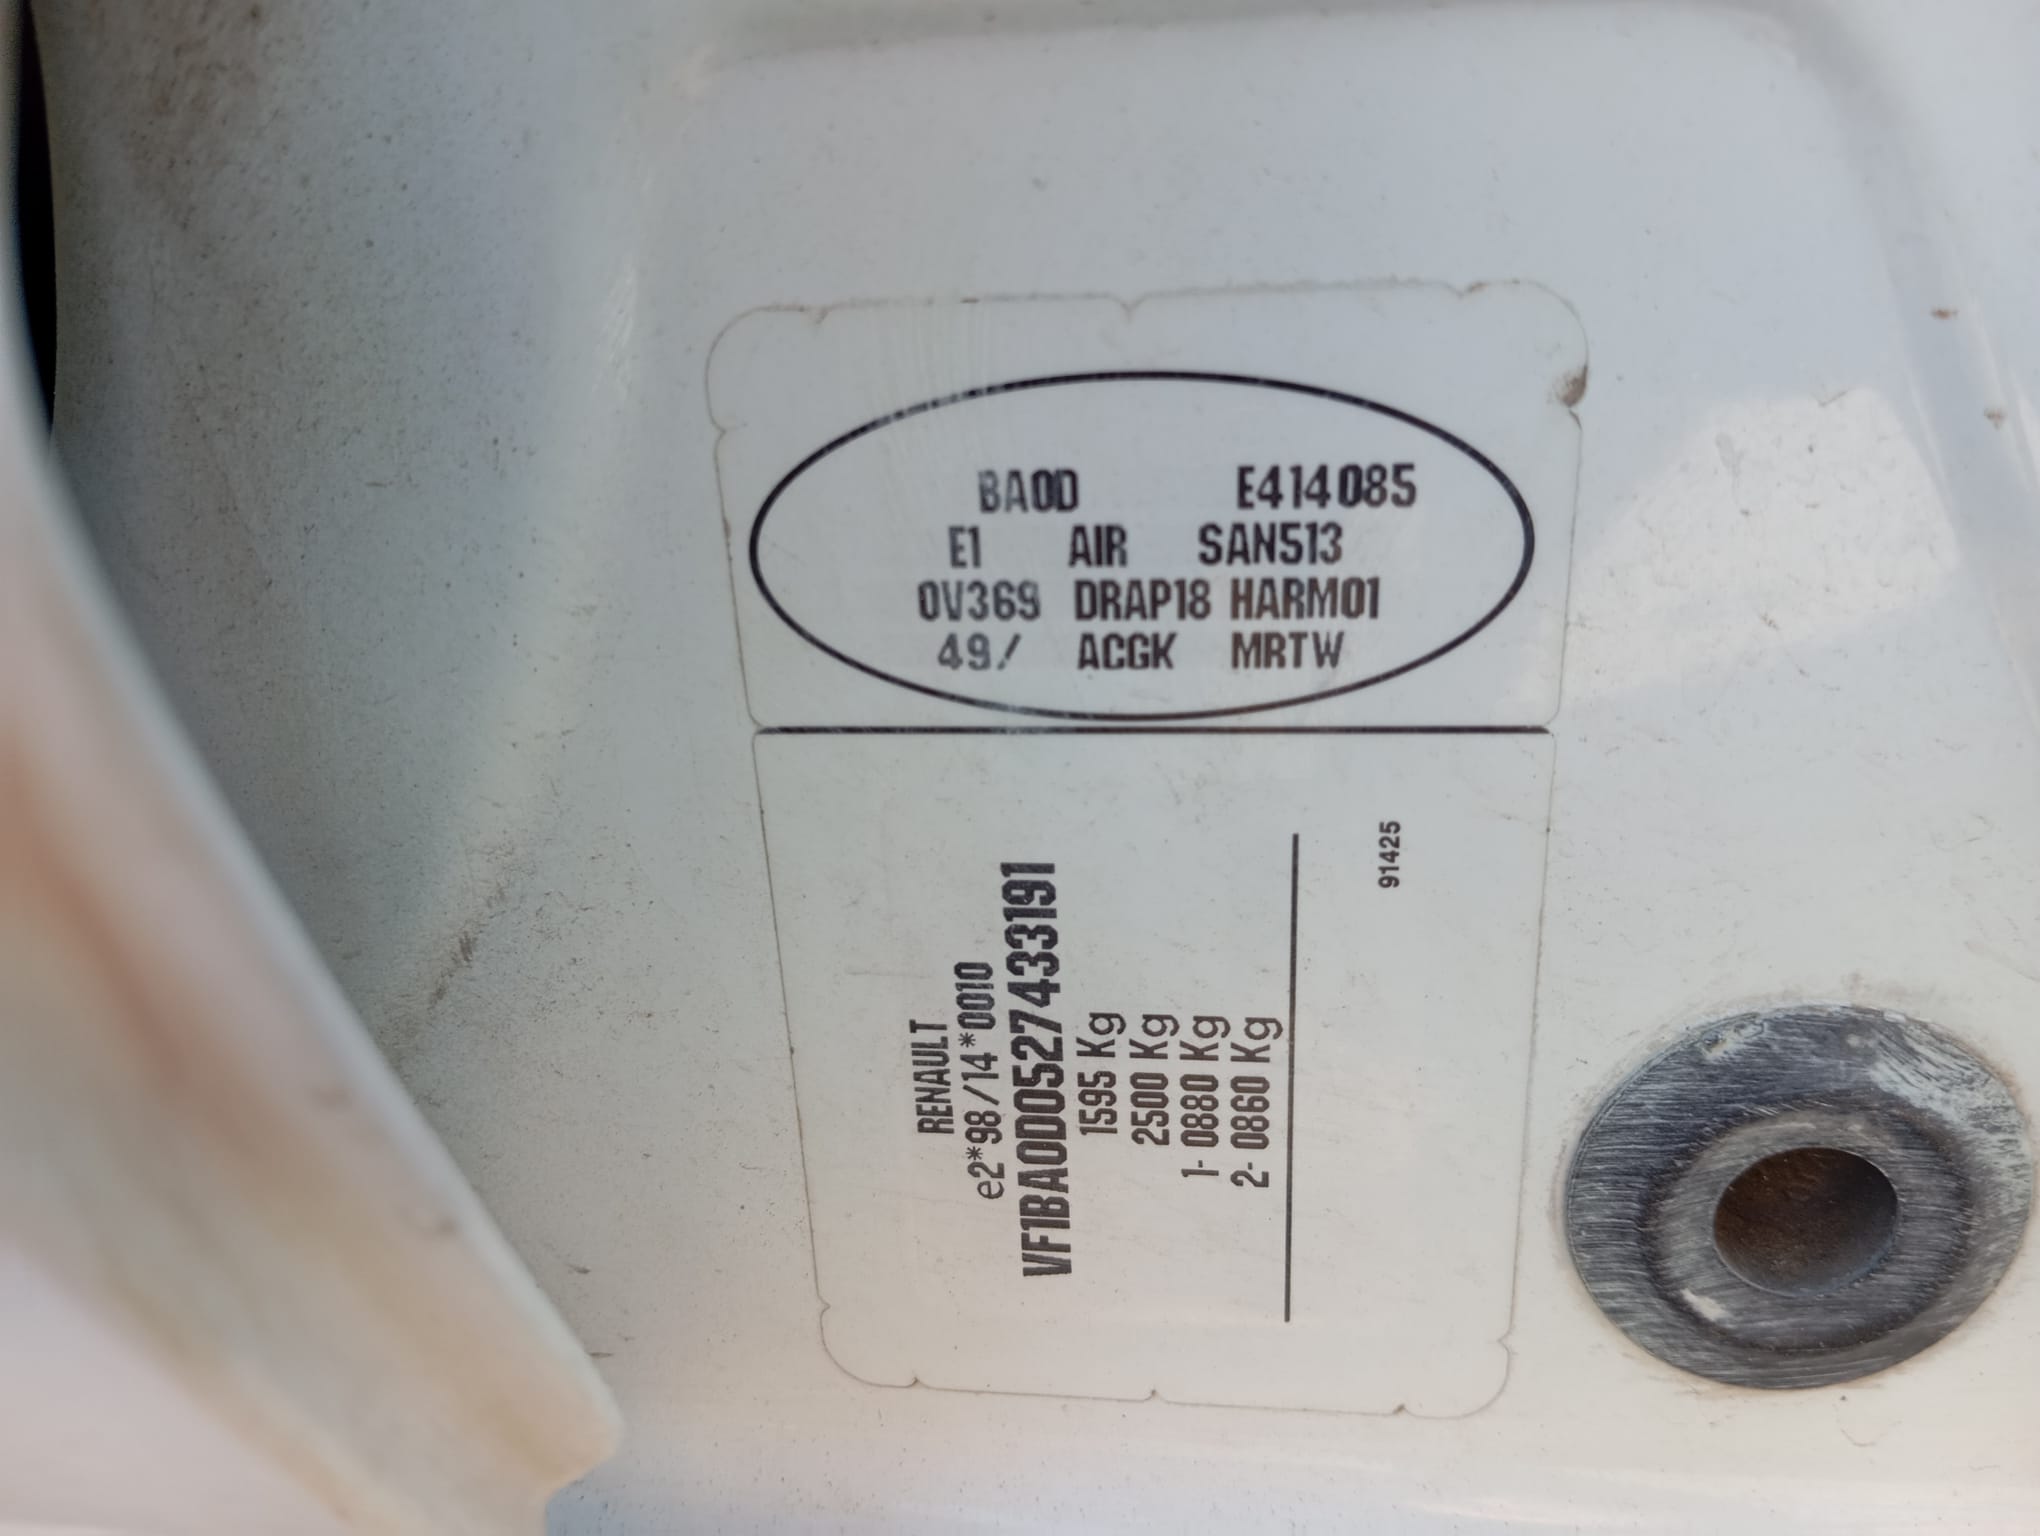 BA0D E414085
E1 AIR SAN513
0V369 DRAP18 HARM01
49/ ACGK MRTW
RENAULT
e2*98/14*0010
VF1BA0D0527433191
1595 Kg
2500 Kg
1- 0880 Kg
2- 0860 Kg
91425